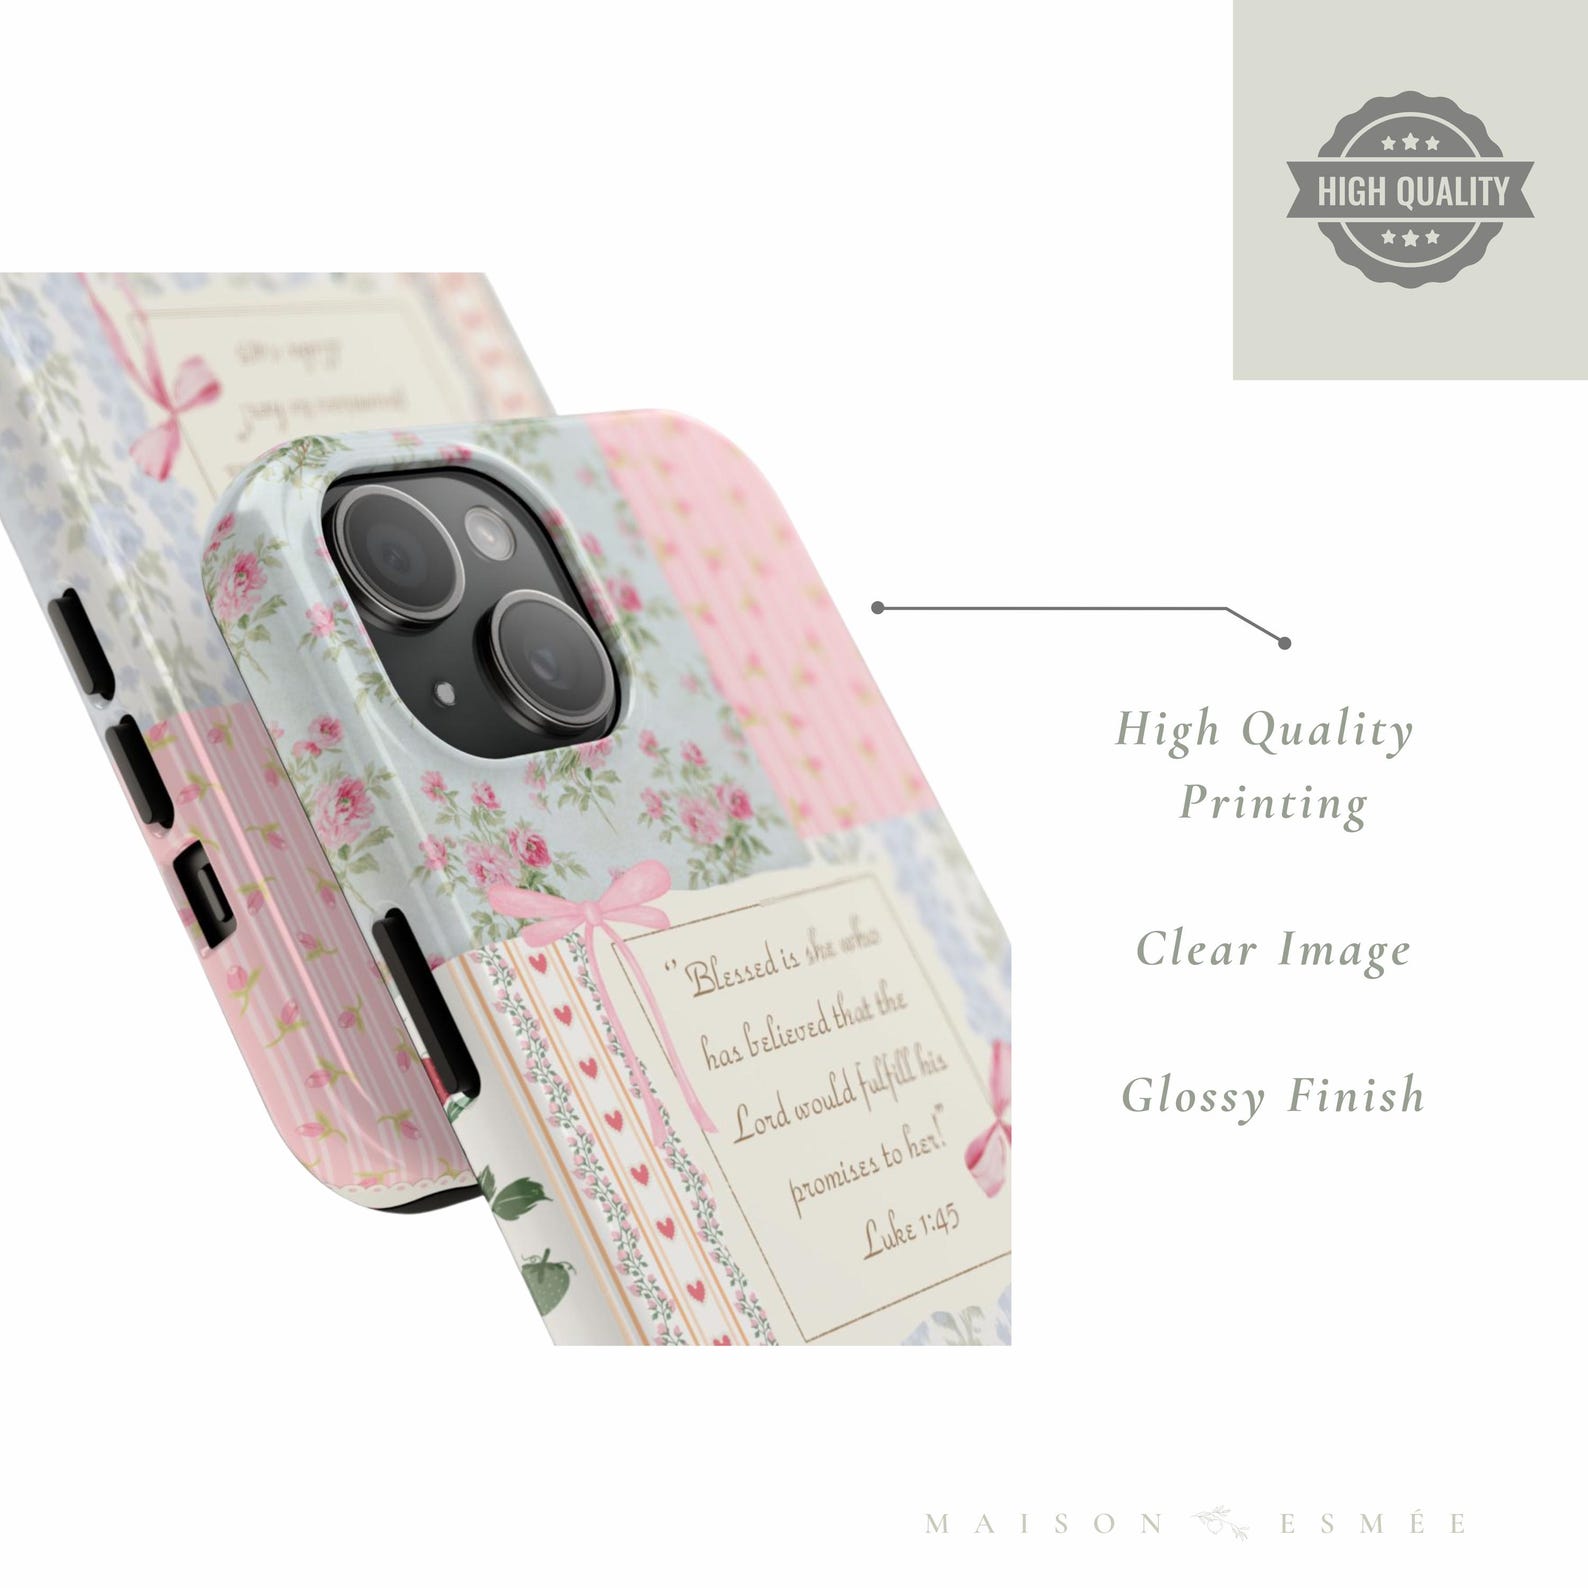 HIGH QUALITY
High Quality
Printing
Clear Image
Glossy Finish
“Blessed is she who
has believed that the
Lord would fulfill his
promises to her!”
Luke 1:45
MAISON ESMÉE